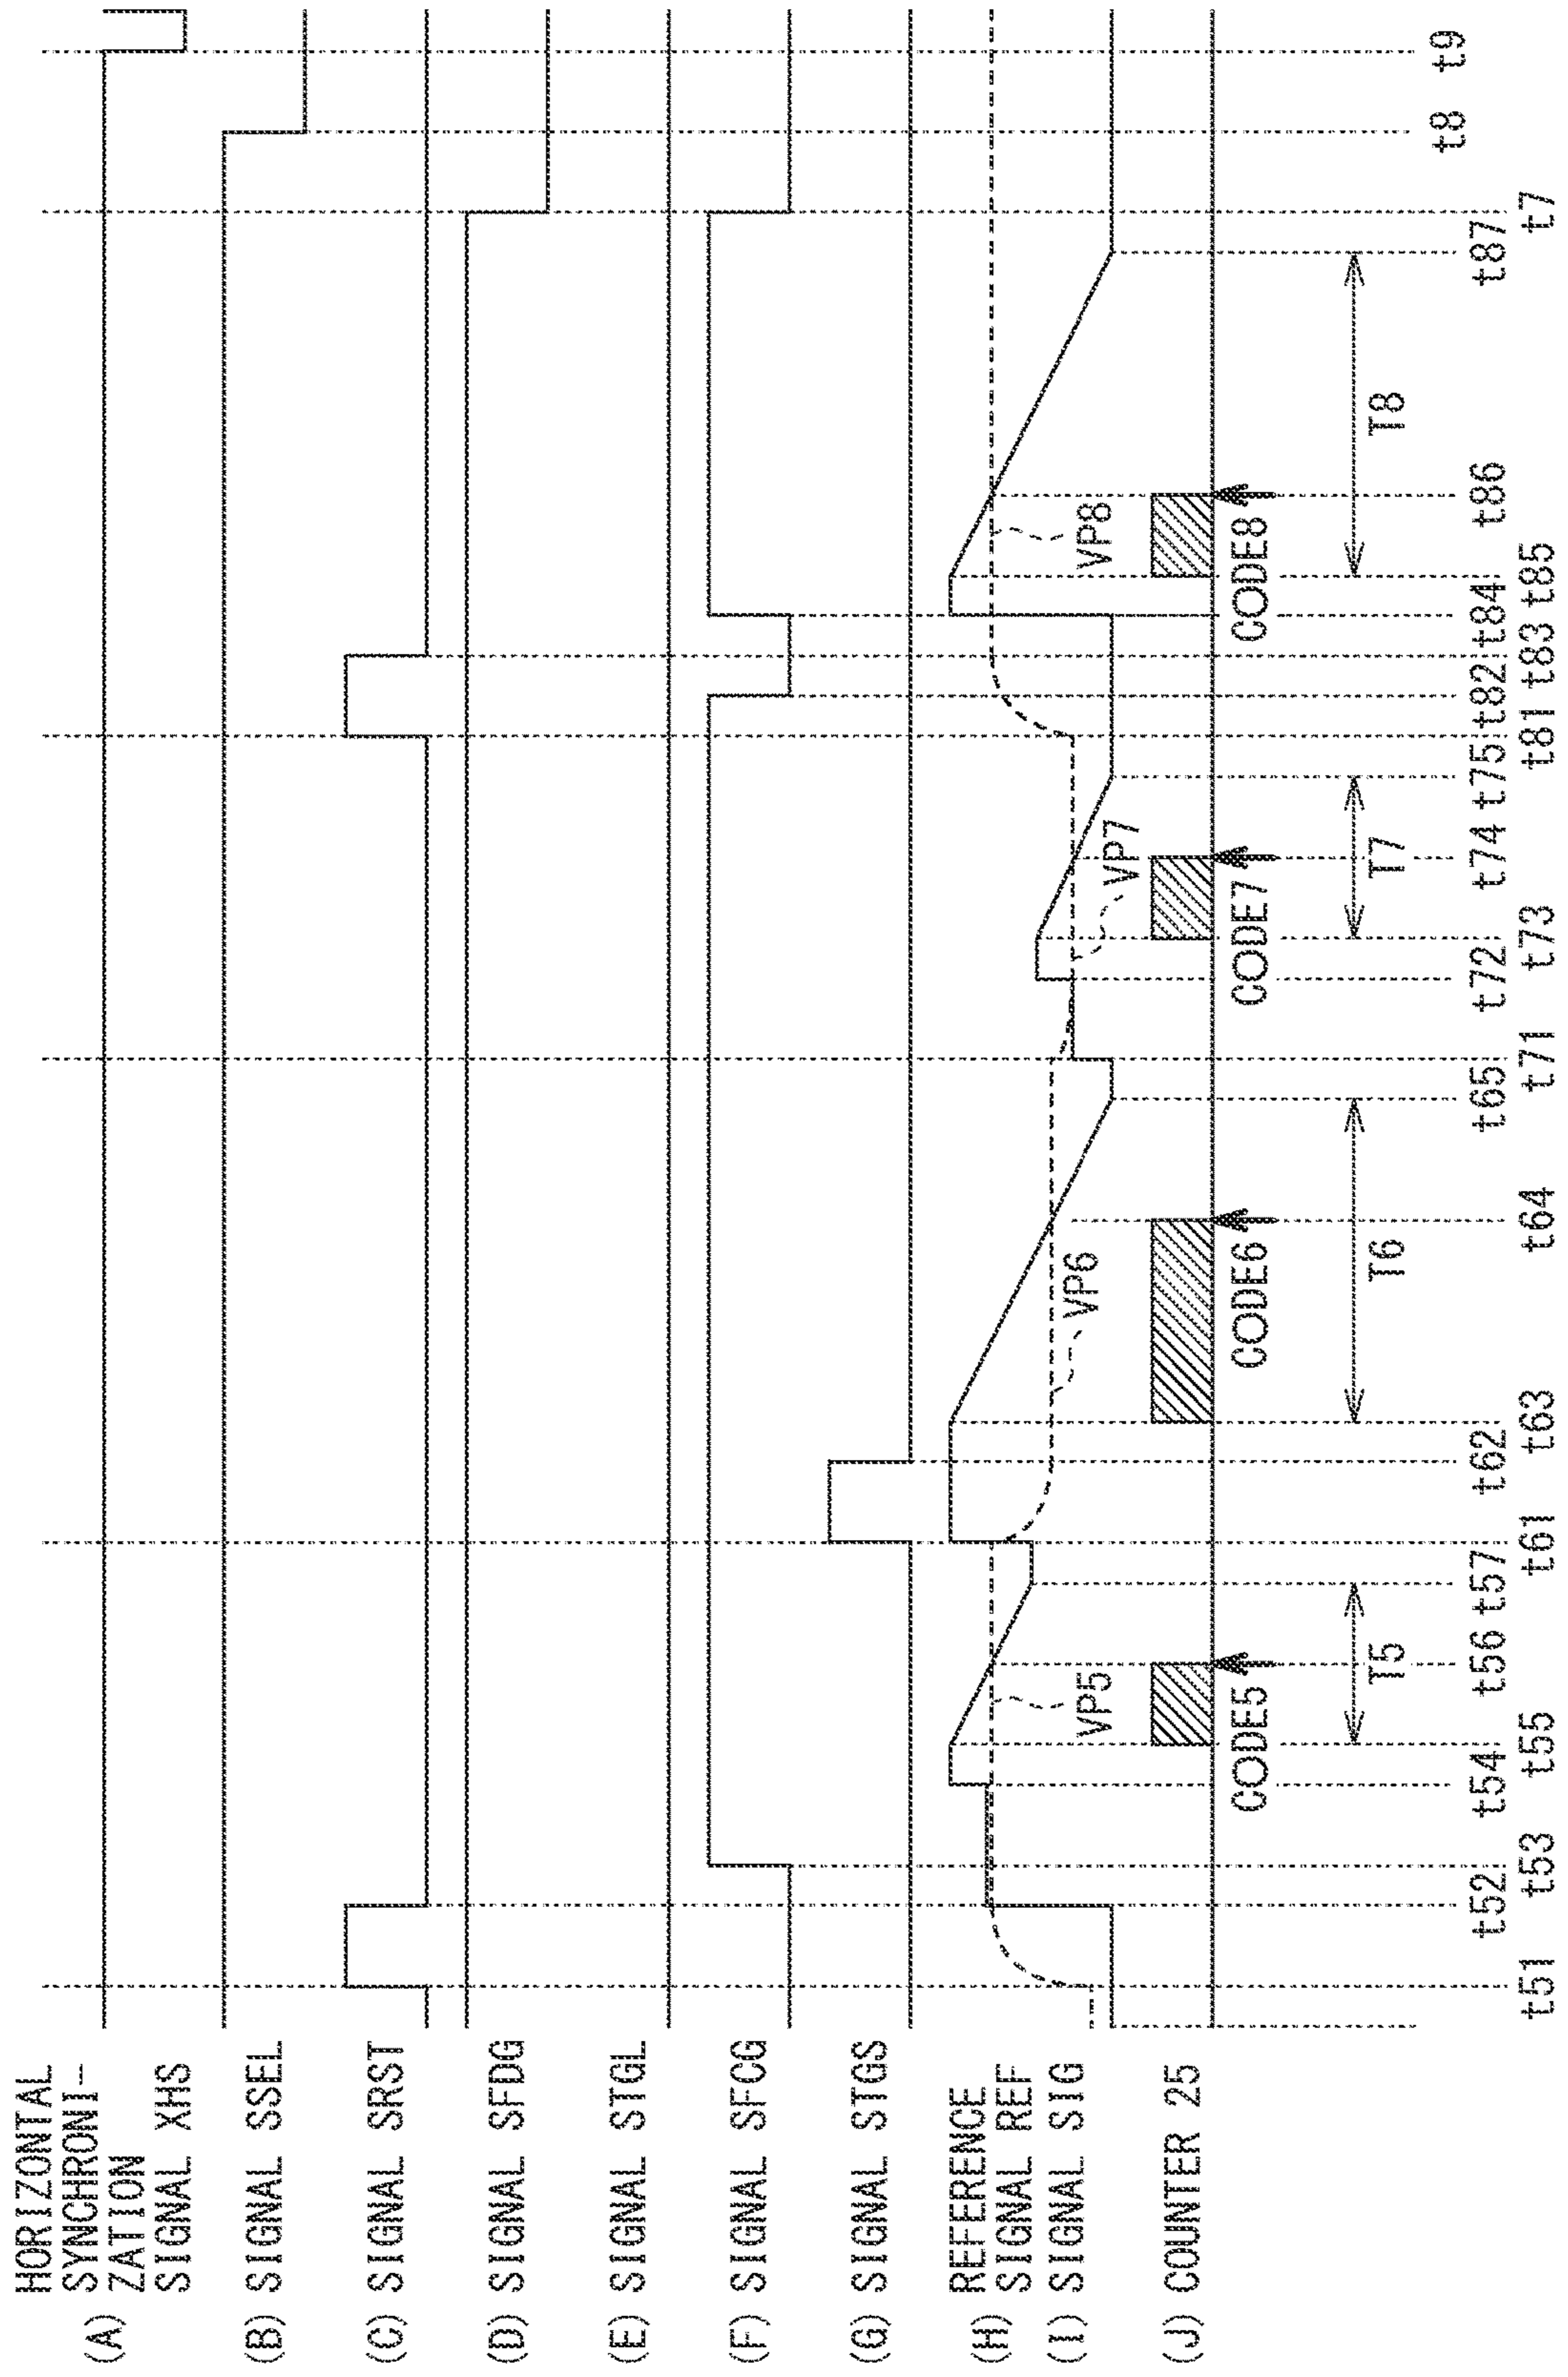 HORIZONTAL
SYNCHRONI-
ZATION
(A) SIGNAL XHS
(B) SIGNAL SSEL
(C) SIGNAL SRST
(D) SIGNAL SFDG
(E) SIGNAL STGL
(F) SIGNAL SFCG
(G) SIGNAL STGS
REFERENCE
(H) SIGNAL REF
(I) SIGNAL SIG
(J) COUNTER 25
VP5
VP6
VP7
VP8
CODE5
CODE6
CODE7
CODE8
T5
T6
T7
T8
t52 t54 t56 t57 t62 t65 t72 t74 t75 t82 t84 t86 t87
t51 t53 t55 t61 t63 t64 t71 t73 t81 t83 t85 t7
t8 t9